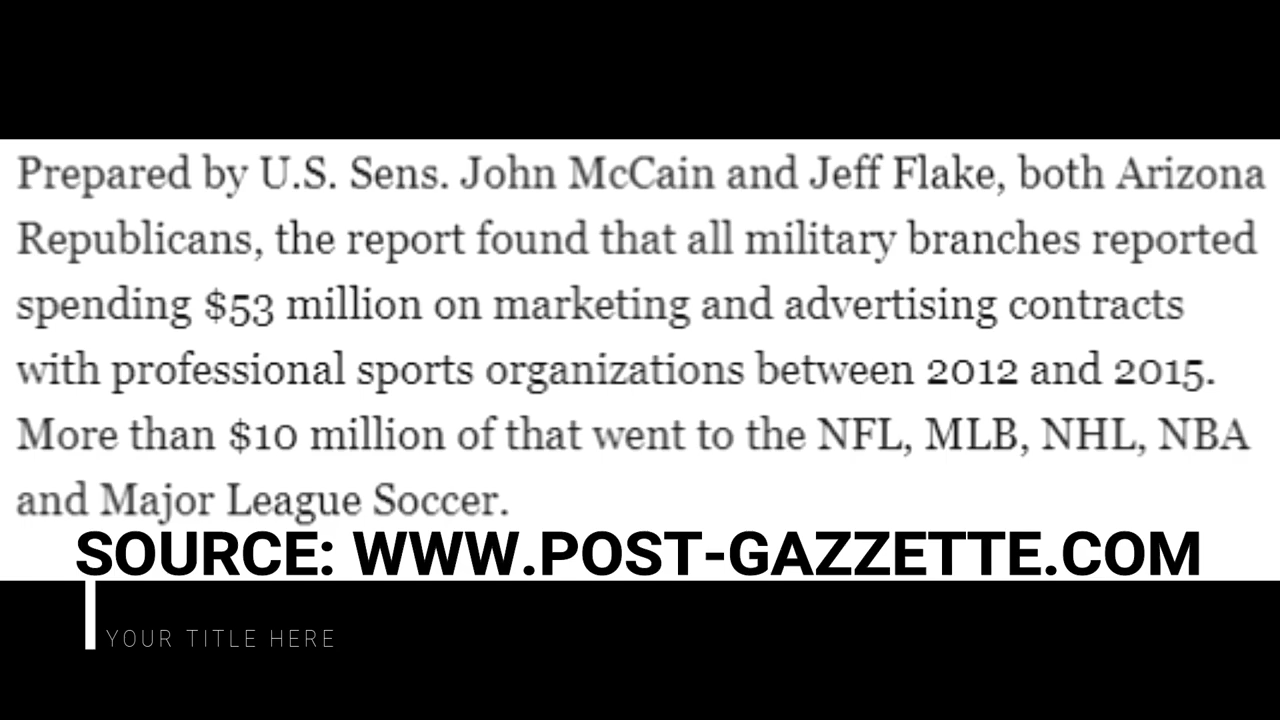 Prepared by U.S. Sens. John McCain and Jeff Flake, both Arizona
Republicans, the report found that all military branches reported
spending $53 million on marketing and advertising contracts
with professional sports organizations between 2012 and 2015.
More than $10 million of that went to the NFL, MLB, NHL, NBA
and Major League Soccer.
SOURCE: WWW.POST-GAZZETTE.COM
YOUR TITLE HERE